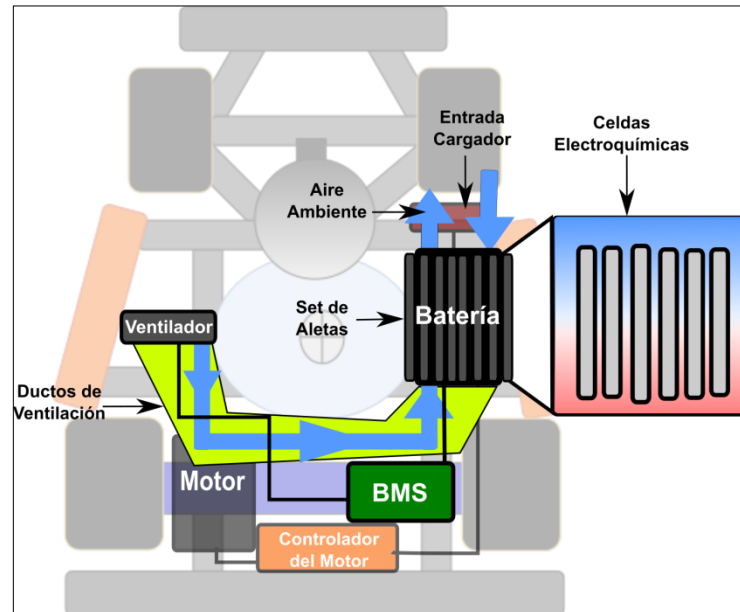 Entrada
Cargador
Celdas
Electroquímicas
Aire
Ambiente
Set de
Aletas
Batería
Ventilador
Ductos de
Ventilación
Motor
BMS
Controlador
del Motor